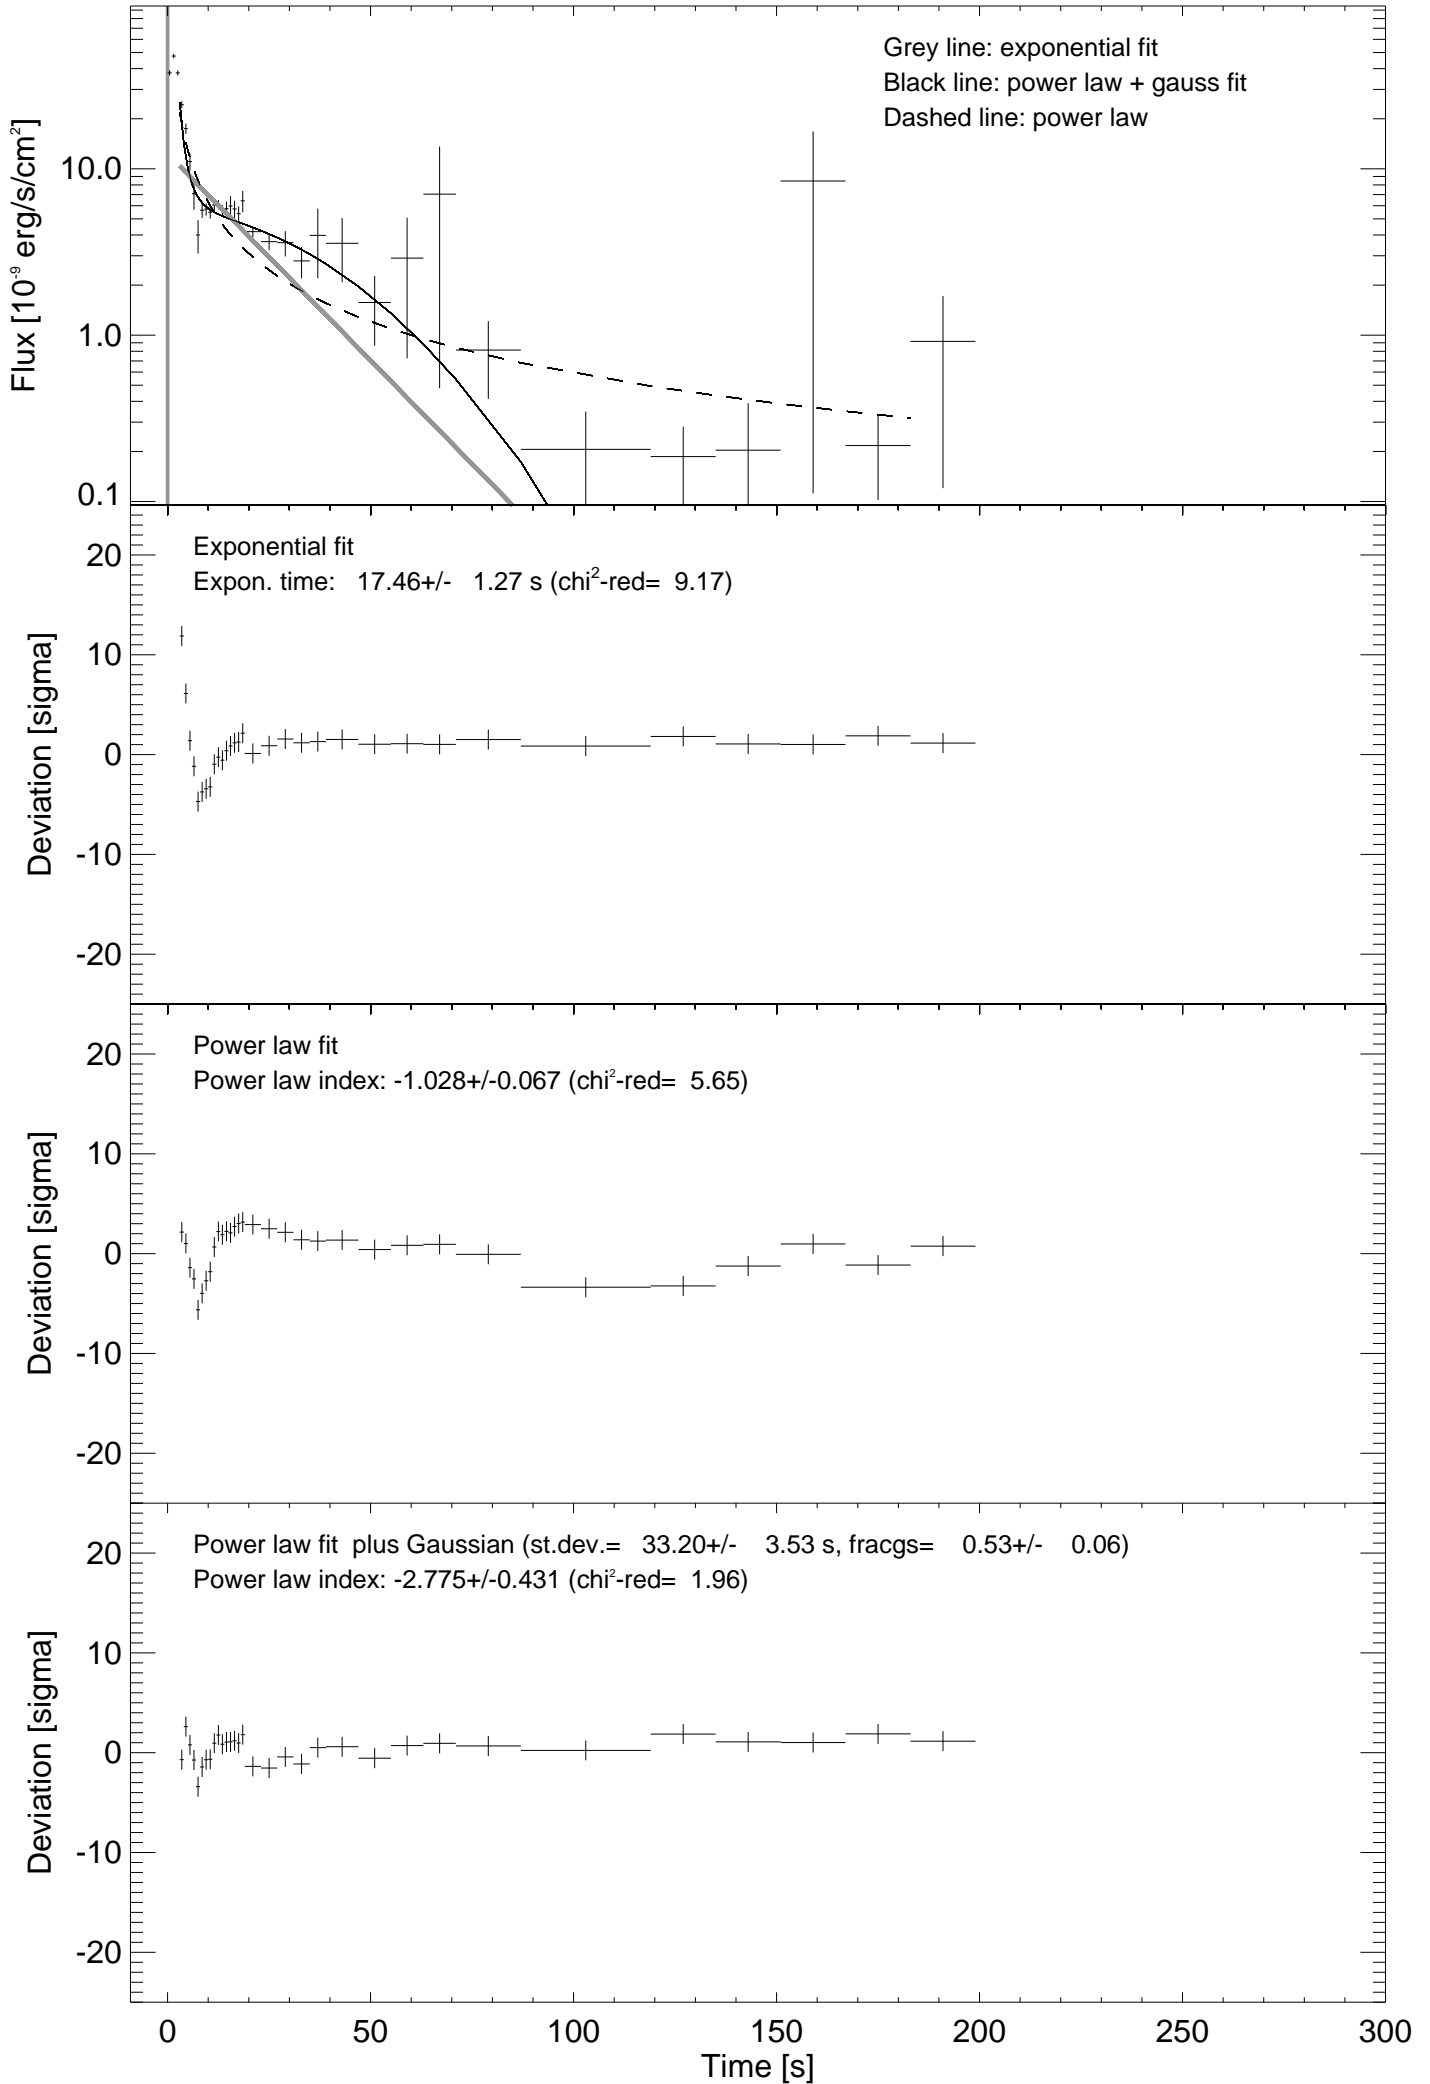 Grey line: exponential fit
Black line: power law + gauss fit
Dashed line: power law
Flux [10⁻⁹ erg/s/cm²]
10.0
1.0
0.1
Exponential fit
Expon. time: 17.46+/- 1.27 s (chi²-red= 9.17)
Deviation [sigma]
20
10
0
-10
-20
Power law fit
Power law index: -1.028+/-0.067 (chi²-red= 5.65)
Deviation [sigma]
20
10
0
-10
-20
Power law fit plus Gaussian (st.dev.= 33.20+/- 3.53 s, fracgs= 0.53+/- 0.06)
Power law index: -2.775+/-0.431 (chi²-red= 1.96)
Deviation [sigma]
20
10
0
-10
-20
0 50 100 150 200 250 300
Time [s]